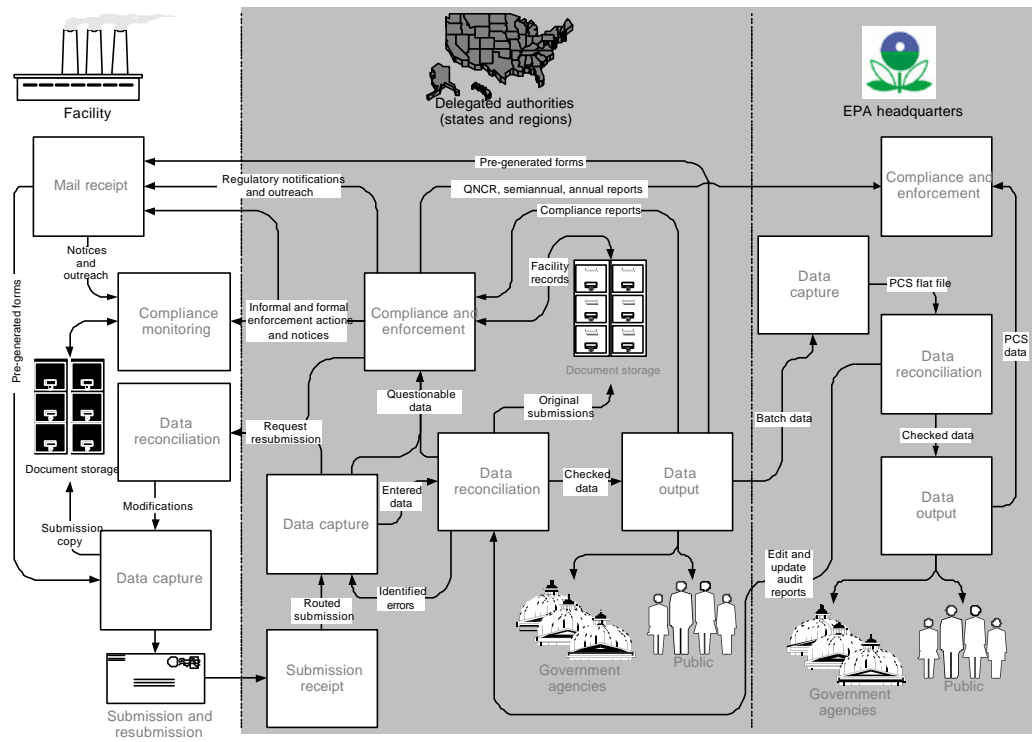 Facility
Delegated authorities
(states and regions)
EPA headquarters
Mail receipt
Pre-generated forms
Regulatory notifications
and outreach
QNCR, semiannual, annual reports
Compliance reports
Compliance and
enforcement
Notices
and
outreach
Facility
records
Data
capture
PCS flat file
Pre-generated forms
Compliance
monitoring
Informal and formal
enforcement actions
and notices
Compliance and
enforcement
Document storage
Data
reconciliation
PCS
data
Questionable
data
Original
submissions
Batch data
Data
reconciliation
Request
resubmission
Checked data
Document storage
Data
reconciliation
Checked
data
Data
output
Data
output
Modifications
Entered
data
Submission
copy
Data capture
Data capture
Edit and
update
audit
reports
Identified
errors
Routed
submission
Submission
receipt
Government
agencies
Public
Government
agencies
Public
Submission and
resubmission